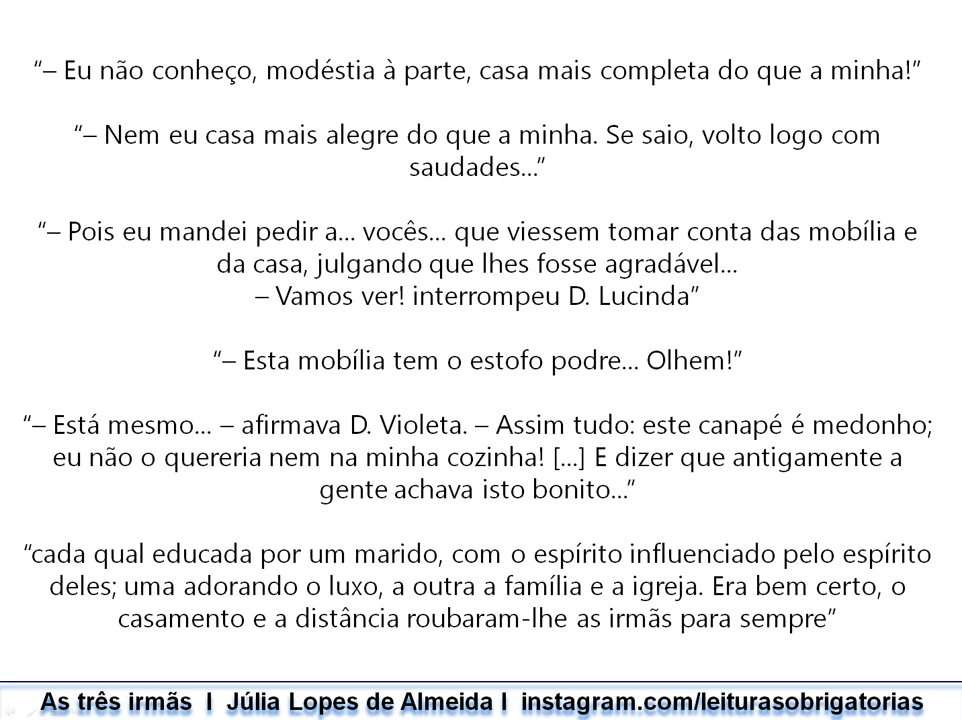 “– Eu não conheço, modéstia à parte, casa mais completa do que a minha!”
“– Nem eu casa mais alegre do que a minha. Se saio, volto logo com
saudades...”
“– Pois eu mandei pedir a... vocês... que viessem tomar conta das mobília e
da casa, julgando que lhes fosse agradável...
– Vamos ver! interrompeu D. Lucinda”
“– Esta mobília tem o estofo podre... Olhem!”
“– Está mesmo... – afirmava D. Violeta. – Assim tudo: este canapé é medonho;
eu não o quereria nem na minha cozinha! [...] E dizer que antigamente a
gente achava isto bonito...”
“cada qual educada por um marido, com o espírito influenciado pelo espírito
deles; uma adorando o luxo, a outra a família e a igreja. Era bem certo, o
casamento e a distância roubaram-lhe as irmãs para sempre”
As três irmãs I Júlia Lopes de Almeida I instagram.com/leiturasobrigatorias